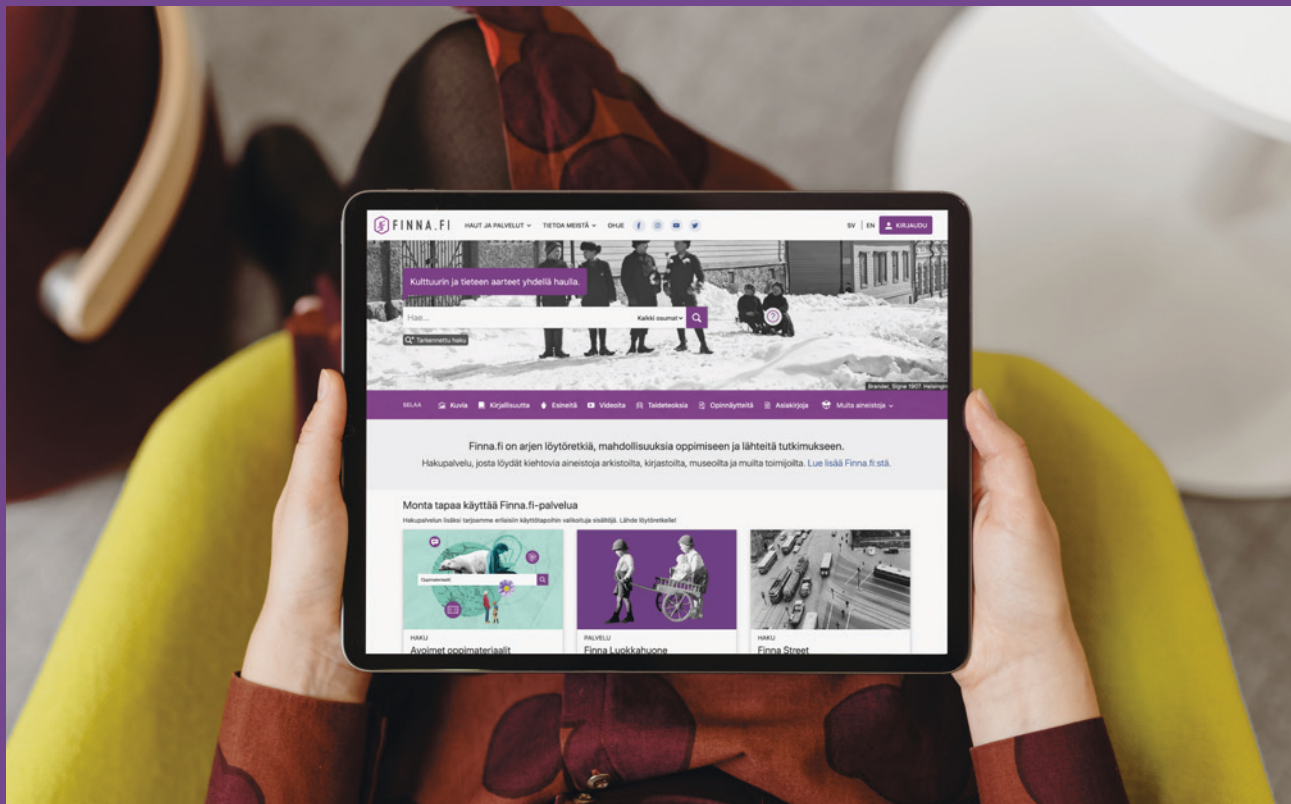 FINNA.FI HAUT JA PALVELUT TIETOA MEISTÄ OHJE SV EN KIRJAUDU
Kulttuurin ja tieteen aarteet yhdellä haulla.
Hae... Kaikki osumat
Tarkennettu haku
Brander, Signe 1907. Helsingin
SELAA Kuvia Kirjallisuutta Esineitä Videoita Taideteoksia Opinnäytteitä Asiakirjoja Muita aineistoja
Finna.fi on arjen löytöretkiä, mahdollisuuksia oppimiseen ja lähteitä tutkimukseen.
Hakupalvelu, josta löydät kiehtovia aineistoja arkistoilta, kirjastoilta, museoilta ja muilta toimijoilta. Lue lisää Finna.fi:stä.
Monta tapaa käyttää Finna.fi-palvelua
Hakupalvelun lisäksi tarjoamme erilaisiin käyttötapoihin valikoituja sisältöjä. Lähde löytöretkelle!
Oppimateriaalit
HAKU PALVELU HAKU
Avoimet oppimateriaalit Finna Luokkahuone Finna Street